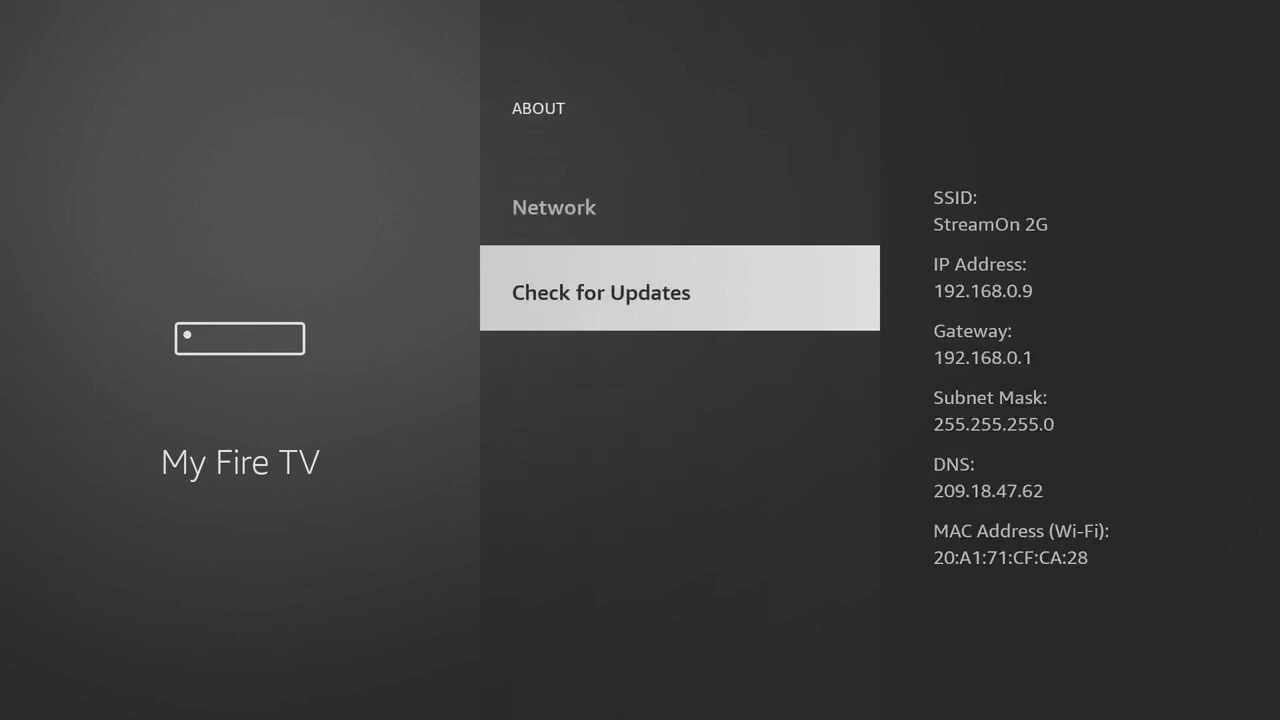 My Fire TV
ABOUT
Network
Check for Updates
SSID:
StreamOn 2G
IP Address:
192.168.0.9
Gateway:
192.168.0.1
Subnet Mask:
255.255.255.0
DNS:
209.18.47.62
MAC Address (Wi-Fi):
20:A1:71:CF:CA:28